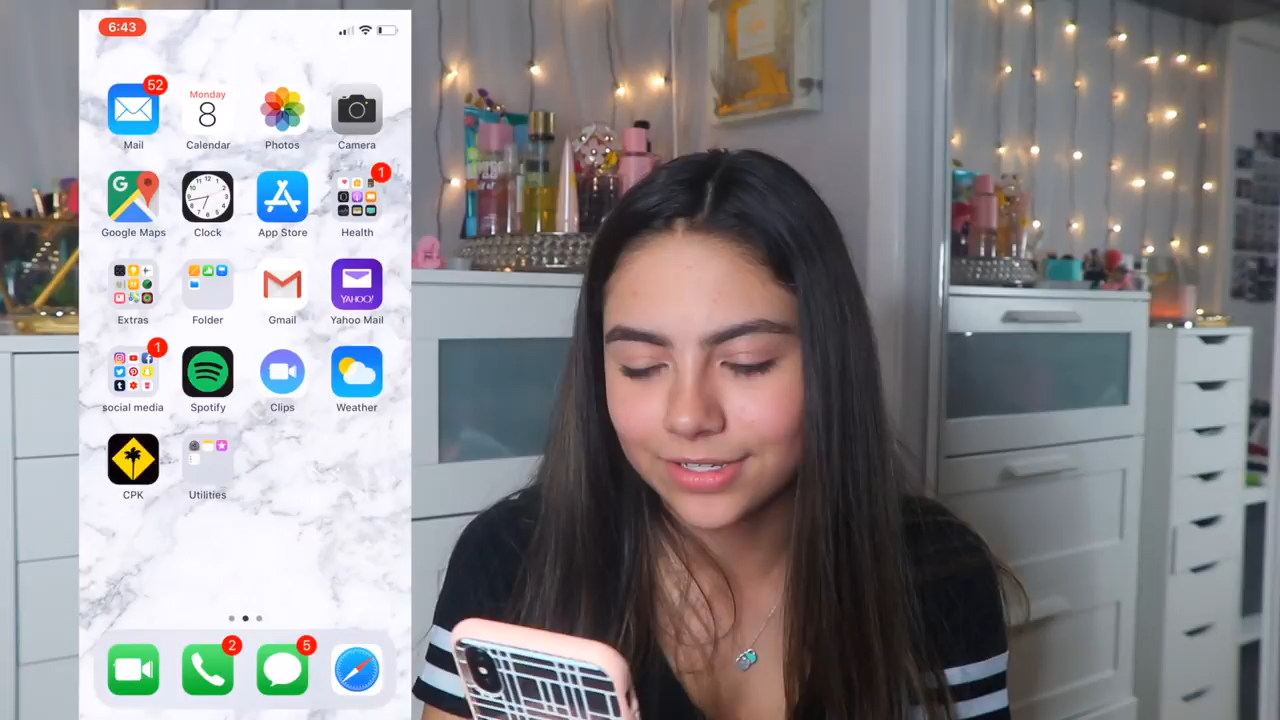 6:43
52
Monday
8
Mail
Calendar
Photos
Camera
G
12
1
Google Maps
Clock
App Store
Health
YAHOO!
Extras
Folder
Gmail
Yahoo Mail
1
social media
Spotify
Clips
Weather
CPK
Utilities
2
5